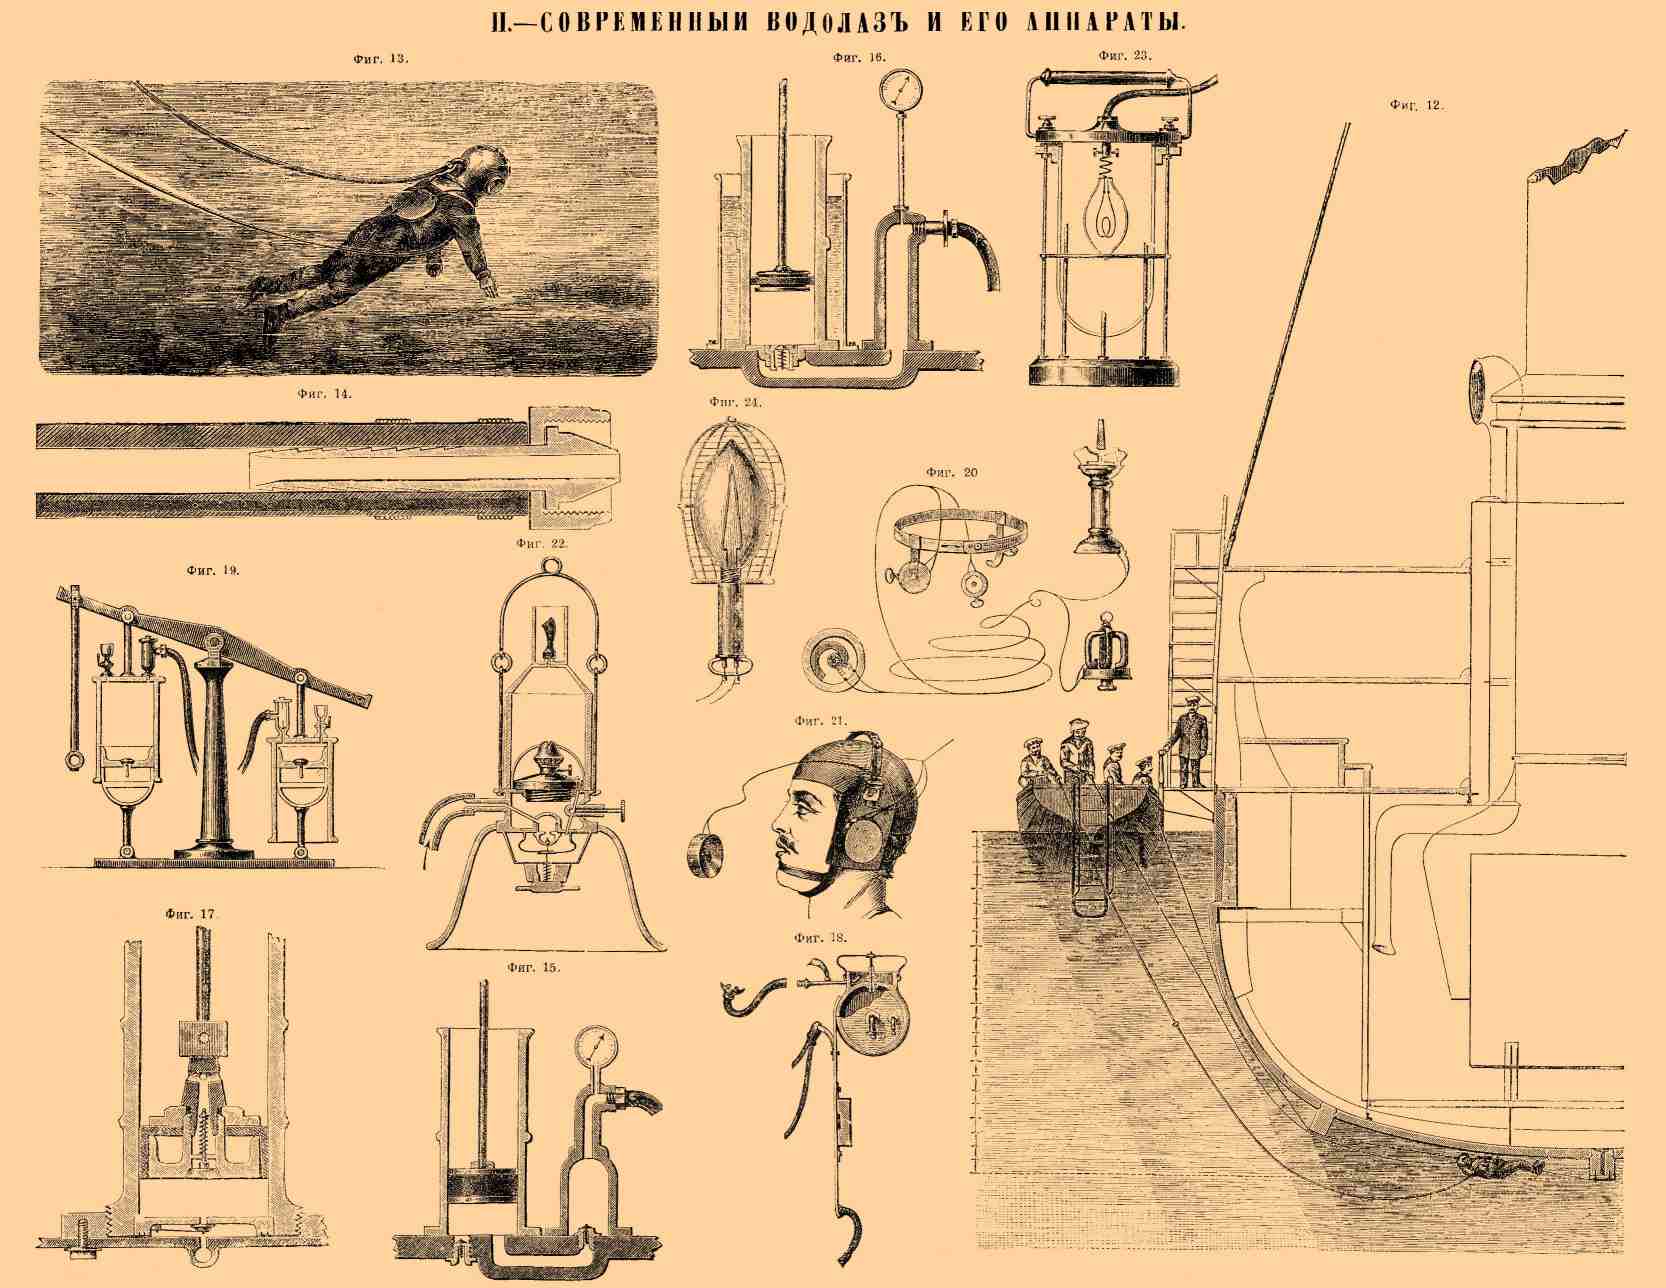 II.—СОВРЕМЕННЫЙ ВОДОЛАЗЪ И ЕГО АППАРАТЫ.
Фиг. 13.
Фиг. 16.
Фиг. 23.
Фиг. 12.
Фиг. 14.
Фиг. 24.
Фиг. 20
Фиг. 22.
Фиг. 19.
Фиг. 21.
Фиг. 17.
Фиг. 18.
Фиг. 15.